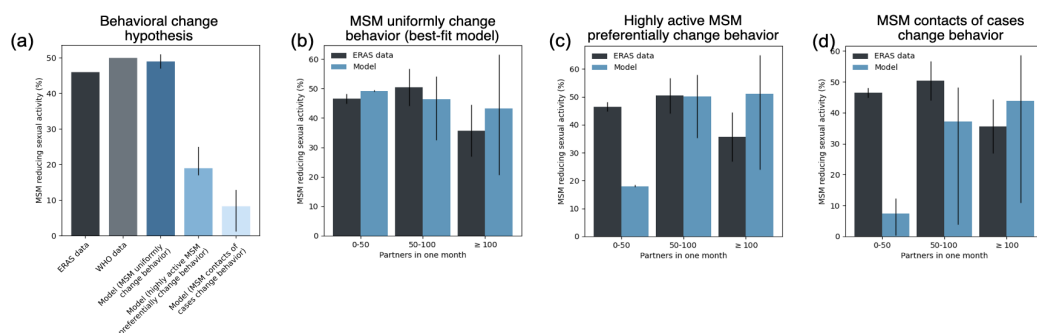 (a)
Behavioral change
hypothesis
MSM reducing sexual activity (%)
50
40
30
20
10
0
ERAS data
WHO data
Model (MSM uniformly
change behavior)
Model (highly active MSM
preferentially change behavior)
Model (MSM contacts of
cases change behavior)
(b)
MSM uniformly change
behavior (best-fit model)
ERAS data
Model
MSM reducing sexual activity (%)
60
50
40
30
20
10
0
0-50
50-100
≥ 100
Partners in one month
(c)
Highly active MSM
preferentially change behavior
ERAS data
Model
MSM reducing sexual activity (%)
60
50
40
30
20
10
0
0-50
50-100
≥ 100
Partners in one month
(d)
MSM contacts of cases
change behavior
ERAS data
Model
MSM reducing sexual activity (%)
60
50
40
30
20
10
0
0-50
50-100
≥ 100
Partners in one month